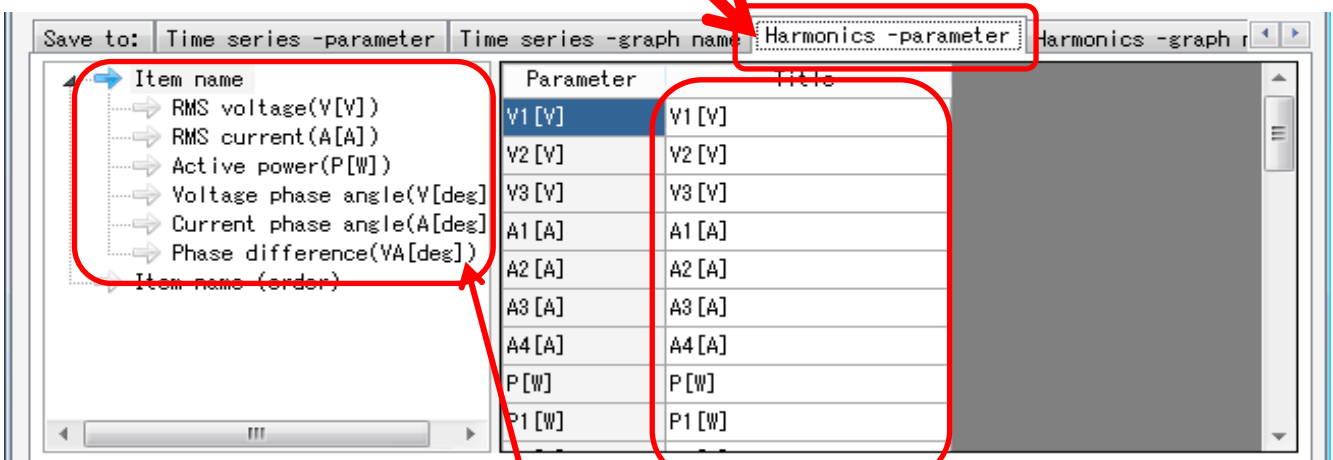 Save to: Time series -parameter Time series -graph name Harmonics -parameter Harmonics -graph
Item name
RMS voltage(V[V])
RMS current(A[A])
Active power(P[W])
Voltage phase angle(V[deg]
Current phase angle(A[deg]
Phase difference(VA[deg])
Item name (order)
Parameter Title
V1[V] V1[V]
V2[V] V2[V]
V3[V] V3[V]
A1[A] A1[A]
A2[A] A2[A]
A3[A] A3[A]
A4[A] A4[A]
P[W] P[W]
P1[W] P1[W]